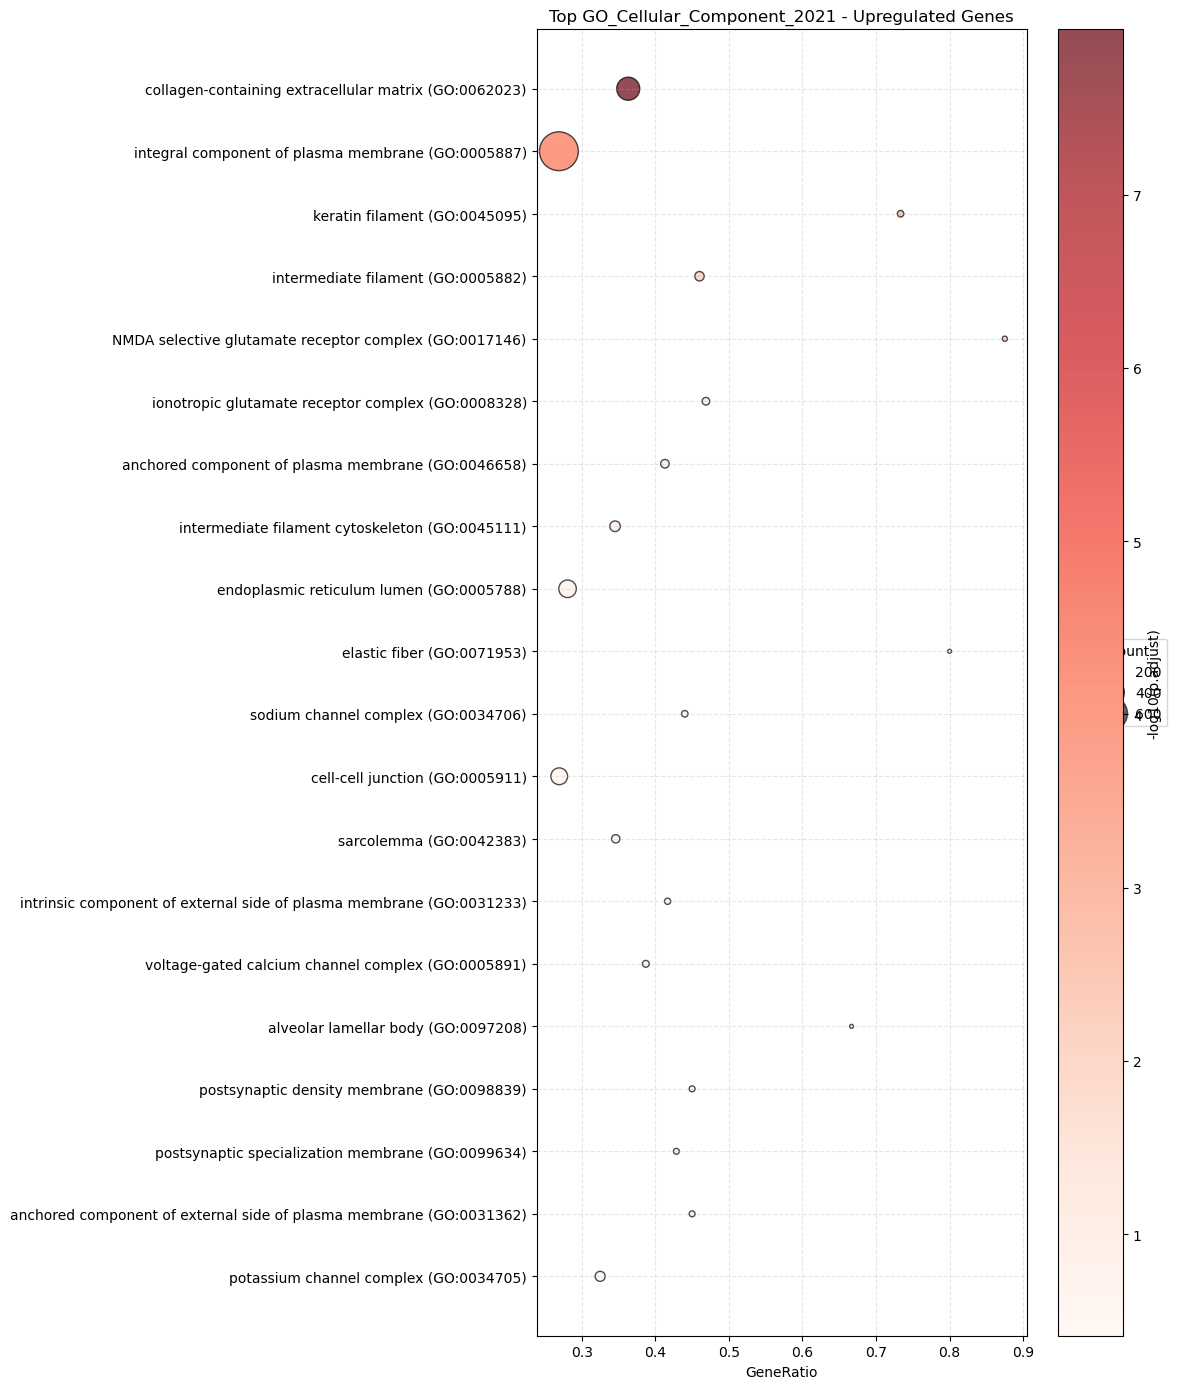 Top GO_Cellular_Component_2021 - Upregulated Genes
collagen-containing extracellular matrix (GO:0062023)
integral component of plasma membrane (GO:0005887)
keratin filament (GO:0045095)
intermediate filament (GO:0005882)
NMDA selective glutamate receptor complex (GO:0017146)
ionotropic glutamate receptor complex (GO:0008328)
anchored component of plasma membrane (GO:0046658)
intermediate filament cytoskeleton (GO:0045111)
endoplasmic reticulum lumen (GO:0005788)
elastic fiber (GO:0071953)
sodium channel complex (GO:0034706)
cell-cell junction (GO:0005911)
sarcolemma (GO:0042383)
intrinsic component of external side of plasma membrane (GO:0031233)
voltage-gated calcium channel complex (GO:0005891)
alveolar lamellar body (GO:0097208)
postsynaptic density membrane (GO:0098839)
postsynaptic specialization membrane (GO:0099634)
anchored component of external side of plasma membrane (GO:0031362)
potassium channel complex (GO:0034705)
0.3 0.4 0.5 0.6 0.7 0.8 0.9
GeneRatio
7
6
5
4
3
2
1
200
400
600